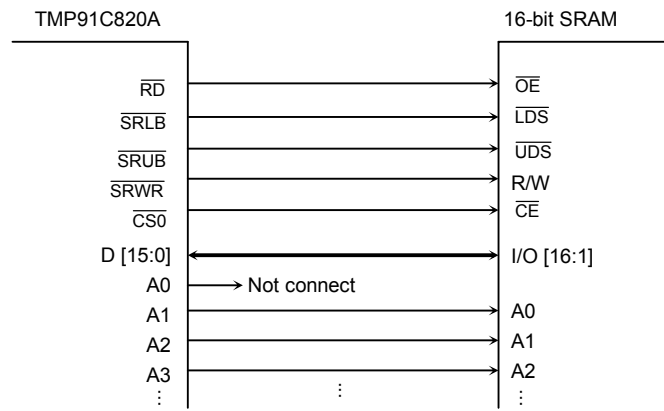 TMP91C820A 16-bit SRAM
RD OE
SRLB LDS
SRUB UDS
SRWR R/W
CS0 CE
D [15:0] I/O [16:1]
A0 Not connect
A1 A0
A2 A1
A3 A2